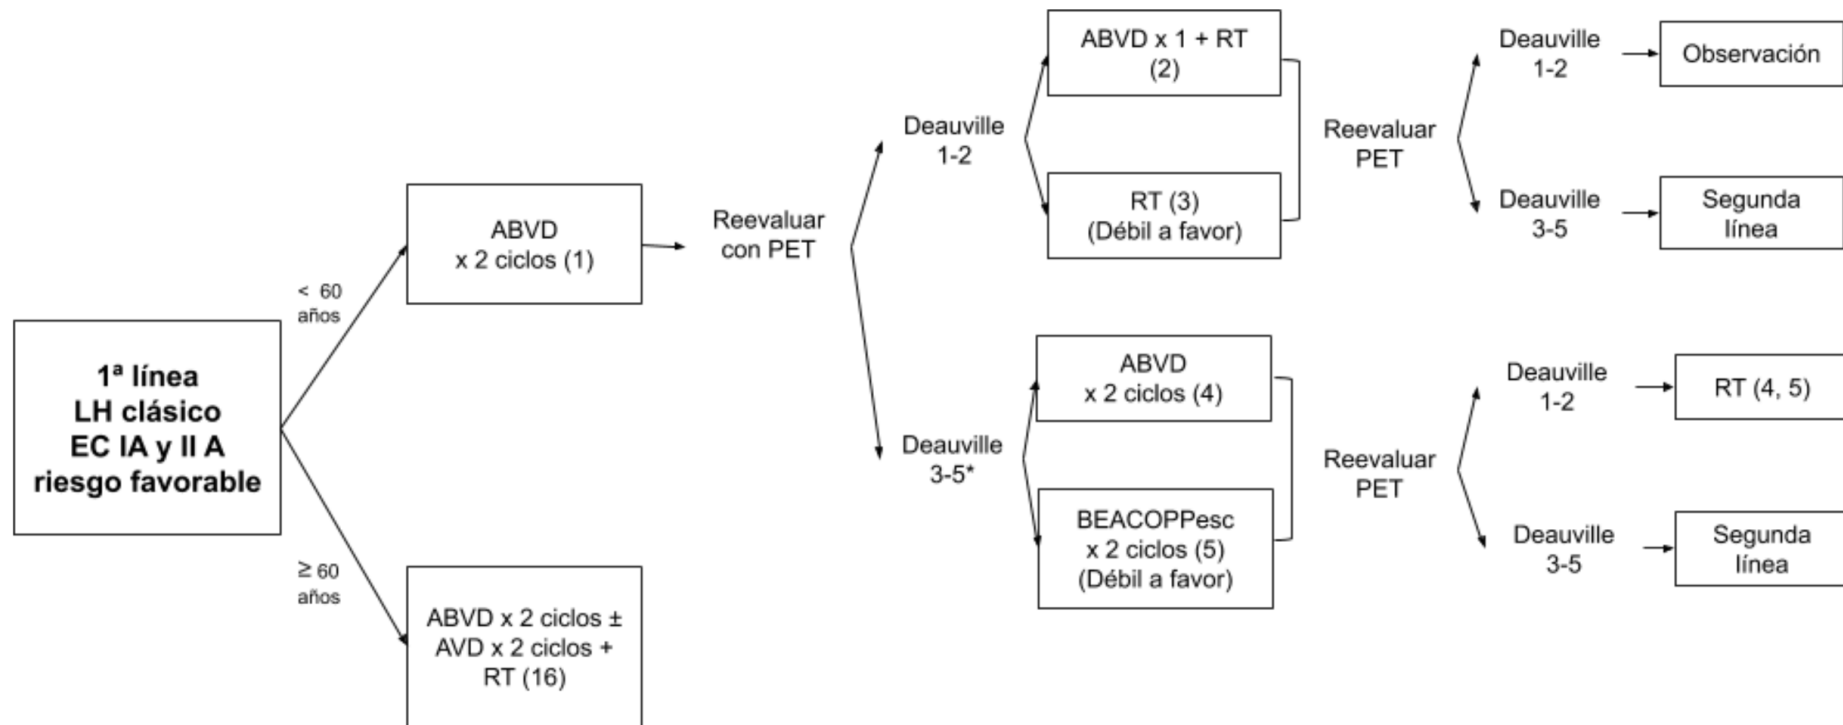 1ª línea
LH clásico
EC IA y II A
riesgo favorable
< 60
años
≥ 60
años
ABVD
x 2 ciclos (1)
ABVD x 2 ciclos ±
AVD x 2 ciclos +
RT (16)
Reevaluar
con PET
Deauville
1-2
Deauville
3-5*
ABVD x 1 + RT
(2)
RT (3)
(Débil a favor)
ABVD
x 2 ciclos (4)
BEACOPPesc
x 2 ciclos (5)
(Débil a favor)
Reevaluar
PET
Deauville
1-2
Observación
Deauville
3-5
Segunda
línea
Reevaluar
PET
Deauville
1-2
RT (4, 5)
Deauville
3-5
Segunda
línea